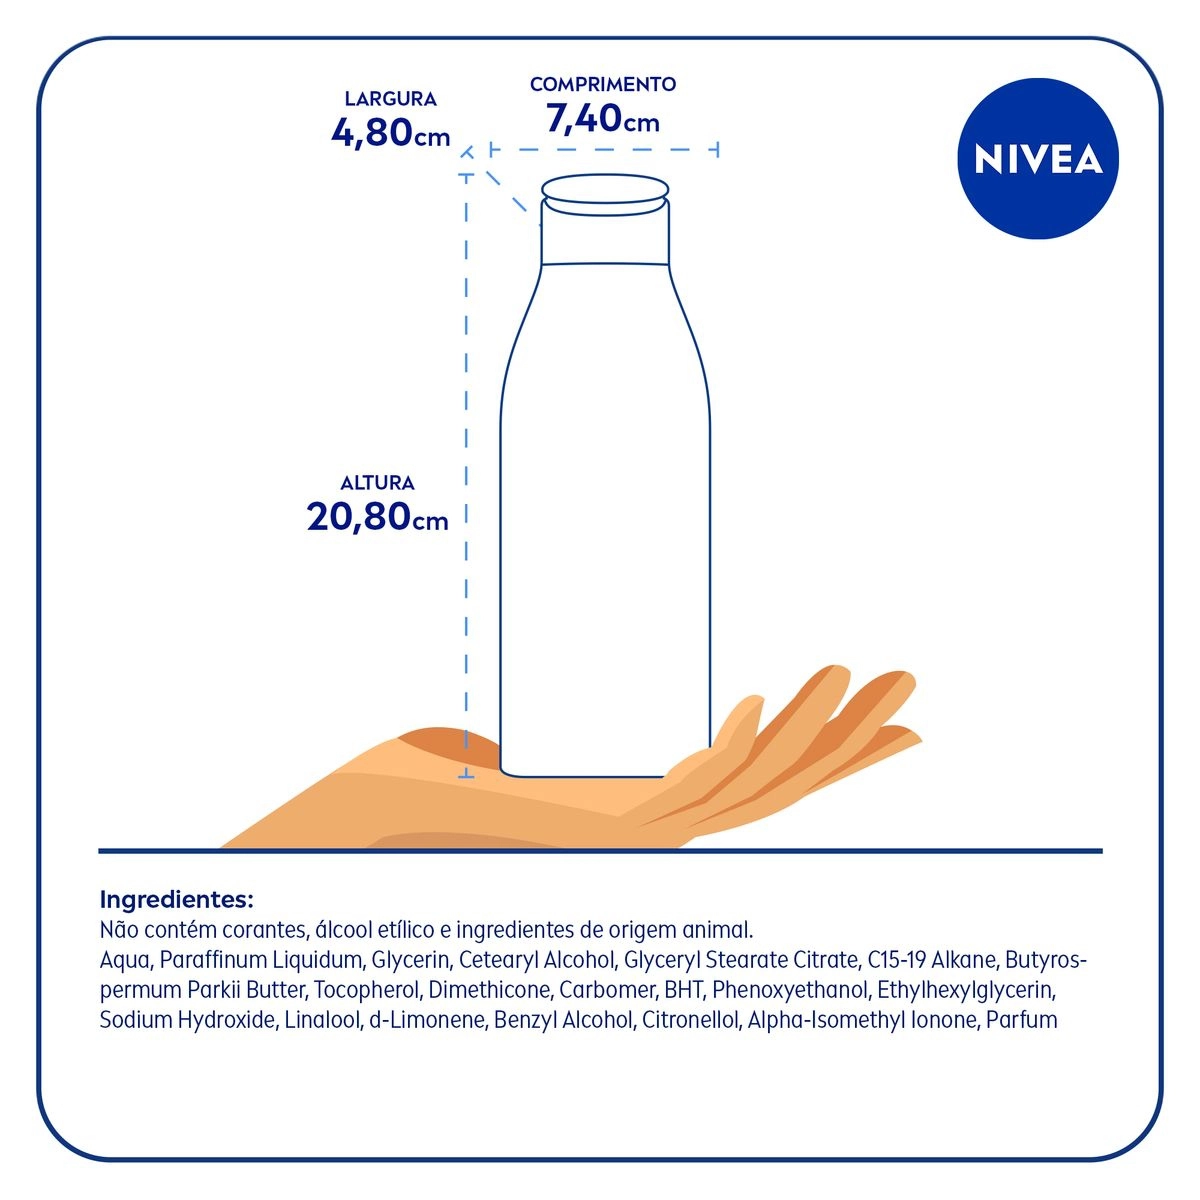 LARGURA
4,80cm
COMPRIMENTO
7,40cm
NIVEA
ALTURA
20,80cm
Ingredientes:
Não contém corantes, álcool etílico e ingredientes de origem animal.
Aqua, Paraffinum Liquidum, Glycerin, Cetearyl Alcohol, Glyceryl Stearate Citrate, C15-19 Alkane, Butyros-
permum Parkii Butter, Tocopherol, Dimethicone, Carbomer, BHT, Phenoxyethanol, Ethylhexylglycerin,
Sodium Hydroxide, Linalool, d-Limonene, Benzyl Alcohol, Citronellol, Alpha-Isomethyl Ionone, Parfum